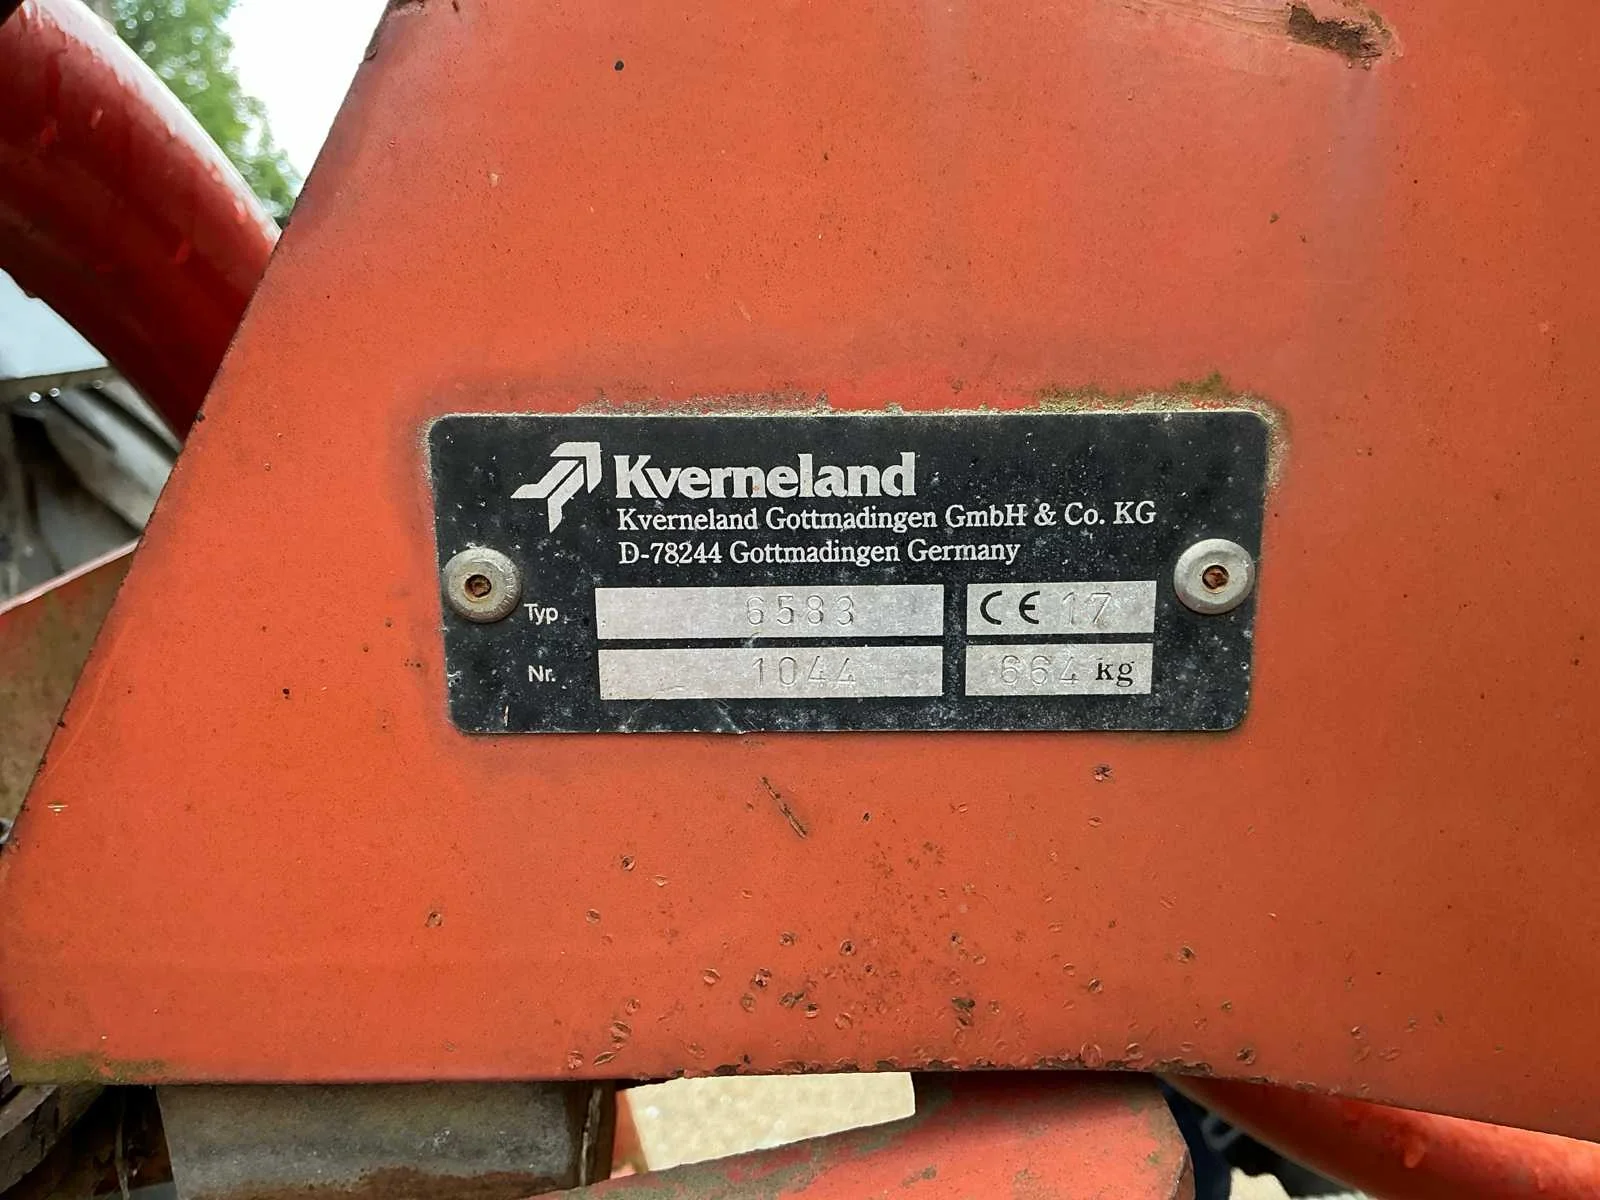 Kverneland
Kverneland Gottmadingen GmbH & Co. KG
D-78244 Gottmadingen Germany
Typ 6583 CE 17
Nr. 1044 664 kg